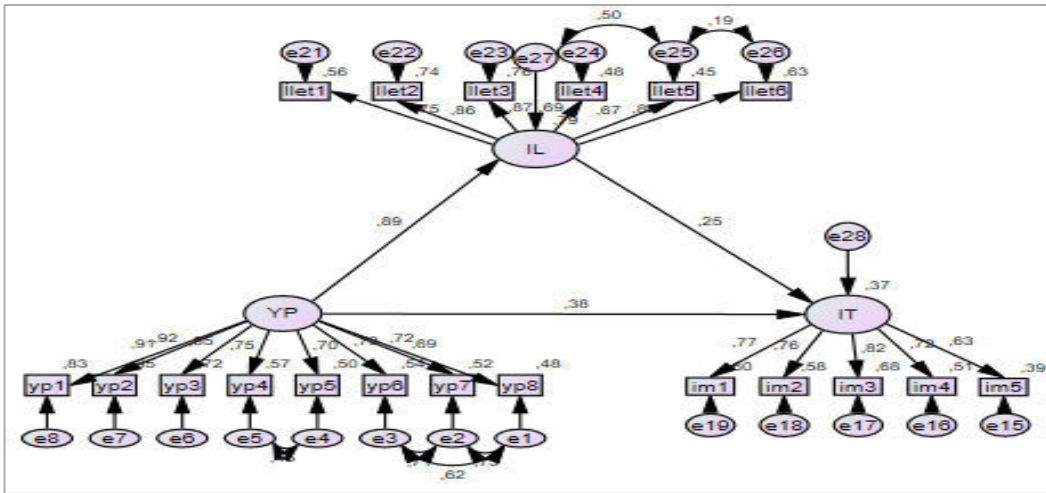 ,50 ,19
e21 e22 e23 e27 e24 e25 e26
,56 ,74 ,76 ,48 ,45 ,63
llet1 llet2 llet3 llet4 llet5 llet6
,75 ,86 ,87 ,69 ,67
,79
IL
,89 ,25
e28
,37
YP ,38 IT
,91 ,92 ,75 ,70 ,72 ,69 ,77 ,76 ,82 ,63
,83 ,72 ,57 ,50 ,54 ,52 ,48 ,58 ,68 ,51 ,39
yp1 yp2 yp3 yp4 yp5 yp6 yp7 yp8 im1 im2 im3 im4 im5
e8 e7 e6 e5 e4 e3 e2 e1 e19 e18 e17 e16 e15
,62